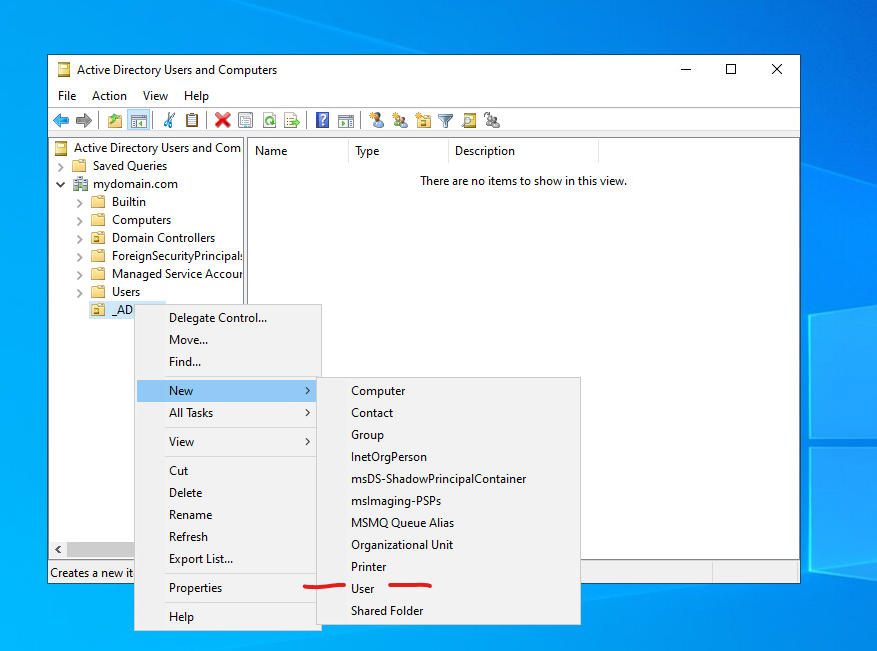 Active Directory Users and Computers
File Action View Help
Active Directory Users and Com
Saved Queries
mydomain.com
Builtin
Computers
Domain Controllers
ForeignSecurityPrincipals
Managed Service Accour
Users
_AD
Name Type Description
There are no items to show in this view.
Delegate Control...
Move...
Find...
New
All Tasks
View
Cut
Delete
Rename
Refresh
Export List...
Properties
Help
Computer
Contact
Group
InetOrgPerson
msDS-ShadowPrincipalContainer
msImaging-PSPs
MSMQ Queue Alias
Organizational Unit
Printer
User
Shared Folder
Creates a new it